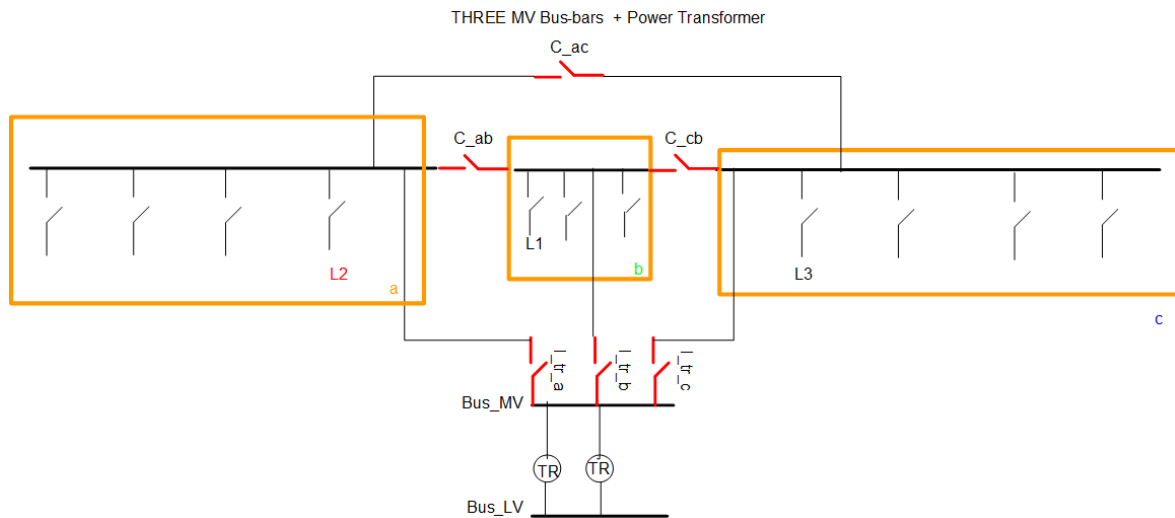 THREE MV Bus-bars + Power Transformer
C_ac
C_ab
C_cb
L1
L2
L3
a
b
c
I_tr_a
I_tr_b
I_tr_c
Bus_MV
TR
TR
Bus_LV